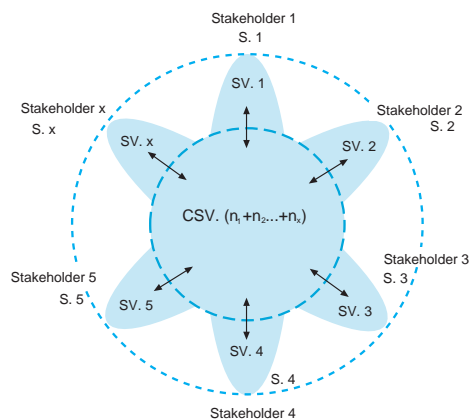 Stakeholder 1
S. 1
SV. 1
Stakeholder x
S. x
SV. x
Stakeholder 2
S. 2
SV. 2
CSV. (n₁+n₂...+nₓ)
Stakeholder 3
S. 3
SV. 3
Stakeholder 5
S. 5
SV. 5
SV. 4
S. 4
Stakeholder 4